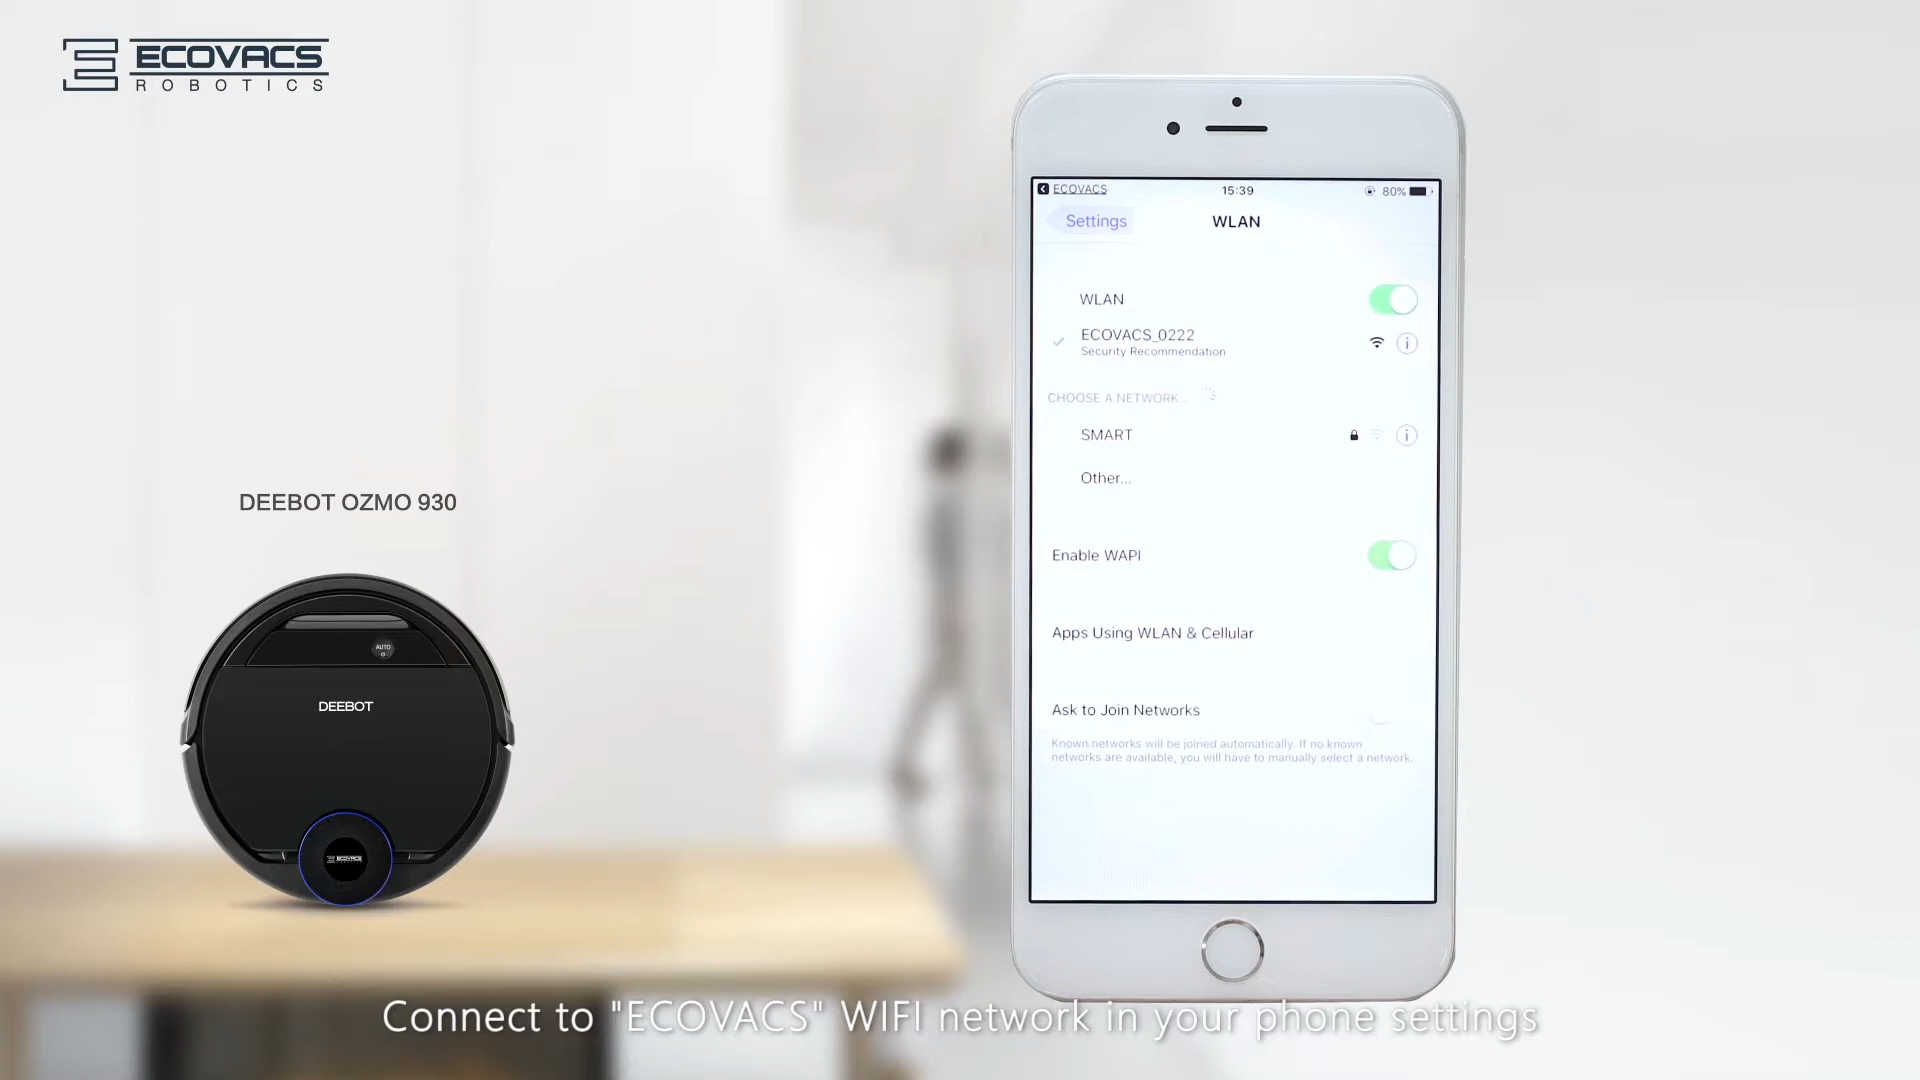 ECOVACS
ROBOTICS
DEEBOT OZMO 930
AUTO
DEEBOT
ECOVACS
ROBOTICS
ECOVACS
15:39
80%
Settings
WLAN
WLAN
ECOVACS_0222
Security Recommendation
CHOOSE A NETWORK...
SMART
Other...
Enable WAPI
Apps Using WLAN & Cellular
Ask to Join Networks
Known networks will be joined automatically. If no known
networks are available, you will have to manually select a network.
Connect to "ECOVACS" WIFI network in your phone settings